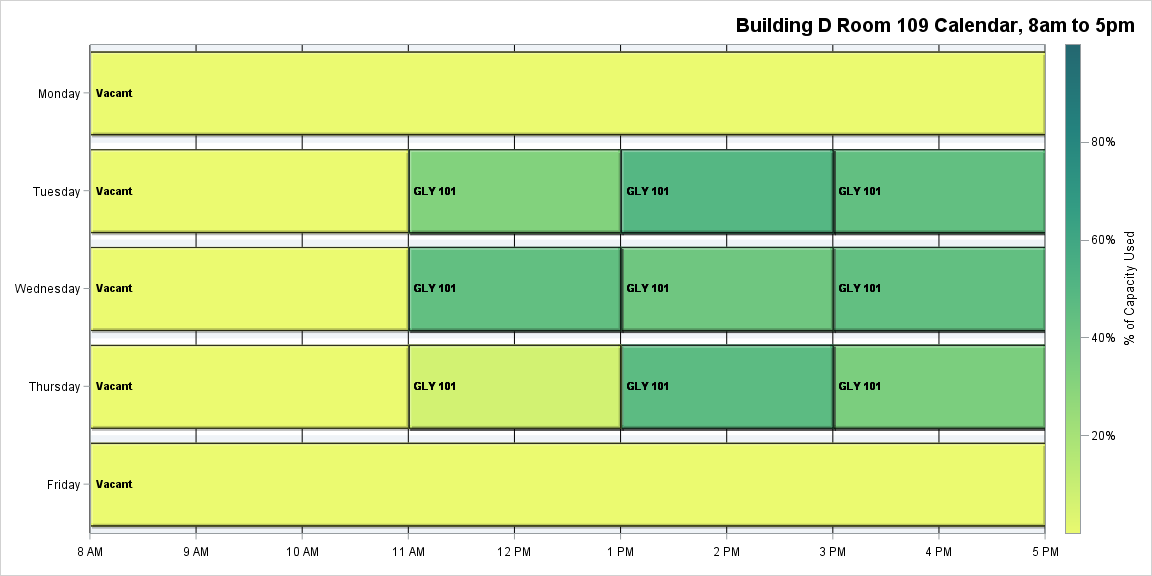 Building D Room 109 Calendar, 8am to 5pm
Monday
Vacant
Tuesday
Vacant
GLY 101
GLY 101
GLY 101
Wednesday
Vacant
GLY 101
GLY 101
GLY 101
Thursday
Vacant
GLY 101
GLY 101
GLY 101
Friday
Vacant
8 AM
9 AM
10 AM
11 AM
12 PM
1 PM
2 PM
3 PM
4 PM
5 PM
80%
60%
40%
20%
% of Capacity Used